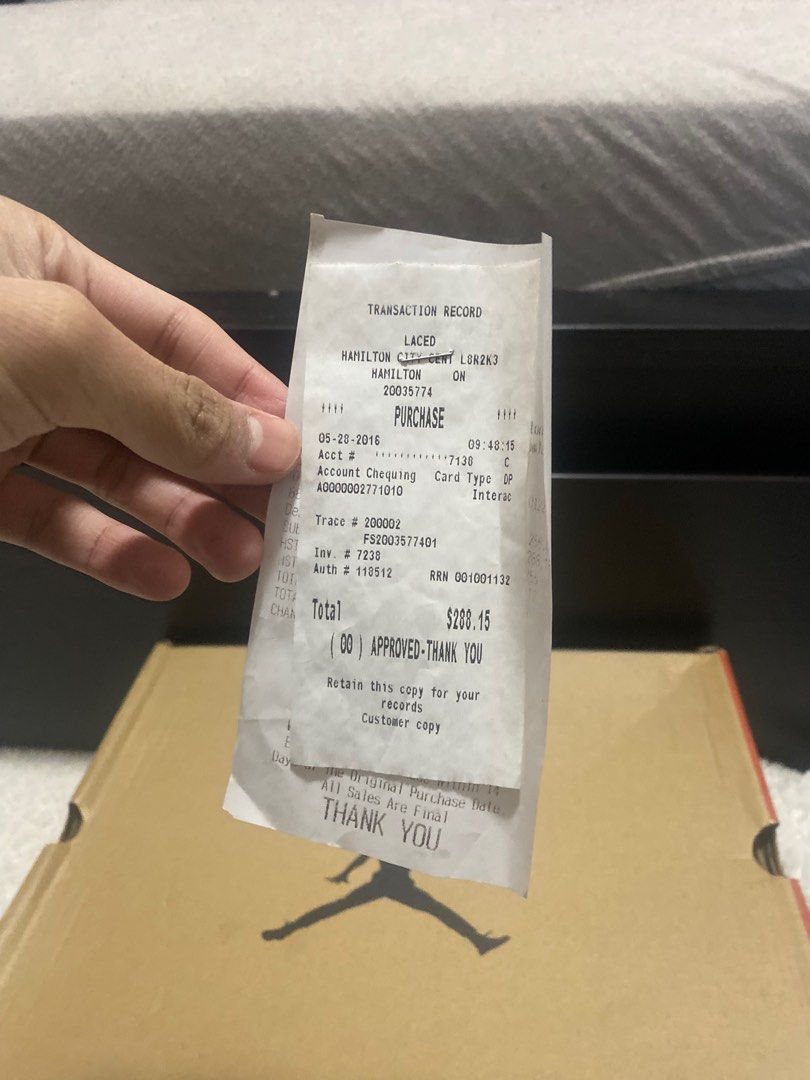 TRANSACTION RECORD
LACED
HAMILTON CITY CENT L8R2K3
HAMILTON ON
20035774
PURCHASE
05-28-2016 09:48:15
Acct # ************7138 C
Account Chequing Card Type DP
A0000002771010 Interac
Trace # 200002
FS2003577401
Inv. # 7238
Auth # 118512 RRN 001001132
Total $288.15
( 00 ) APPROVED-THANK YOU
Retain this copy for your
records
Customer copy
Within 14
The Original Purchase Date.
All Sales Are Final
THANK YOU